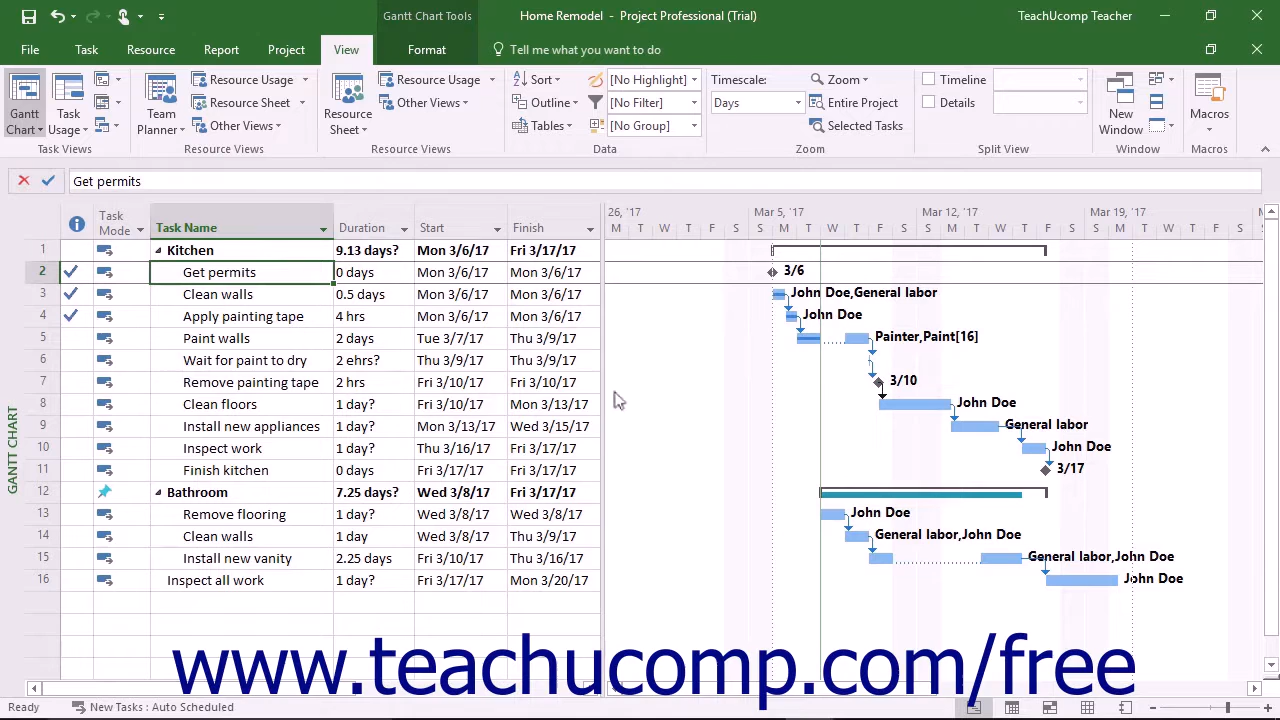 Gantt Chart Tools
Home Remodel - Project Professional (Trial)
TeachUcomp Teacher
File Task Resource Report Project View Format Tell me what you want to do
Gantt Chart
Task Usage
Team Planner
Resource Usage
Resource Sheet
Other Views
Resource Sheet
Resource Usage
Other Views
Sort
Outline
Tables
[No Highlight]
[No Filter]
[No Group]
Timescale:
Days
Zoom
Entire Project
Selected Tasks
Timeline
Details
New Window
Macros
Task Views Resource Views Resource Views Data Zoom Split View Window Macros
Get permits
Task Mode Task Name Duration Start Finish
26, '17 Mar 5, '17 Mar 12, '17 Mar 19, '17
M T W T F S S M T W T F S S M T W T F S S M T W T F S S M
1 Kitchen 9.13 days? Mon 3/6/17 Fri 3/17/17
2 Get permits 0 days Mon 3/6/17 Mon 3/6/17 3/6
3 Clean walls 0.5 days Mon 3/6/17 Mon 3/6/17 John Doe,General labor
4 Apply painting tape 4 hrs Mon 3/6/17 Mon 3/6/17 John Doe
5 Paint walls 2 days Tue 3/7/17 Thu 3/9/17 Painter,Paint[16]
6 Wait for paint to dry 2 ehrs? Thu 3/9/17 Thu 3/9/17
7 Remove painting tape 2 hrs Fri 3/10/17 Fri 3/10/17 3/10
8 Clean floors 1 day? Fri 3/10/17 Mon 3/13/17 John Doe
9 Install new appliances 1 day? Mon 3/13/17 Wed 3/15/17 General labor
10 Inspect work 1 day? Thu 3/16/17 Thu 3/16/17 John Doe
11 Finish kitchen 0 days Fri 3/17/17 Fri 3/17/17 3/17
12 Bathroom 7.25 days? Wed 3/8/17 Fri 3/17/17
13 Remove flooring 1 day? Wed 3/8/17 Wed 3/8/17 John Doe
14 Clean walls 1 day Wed 3/8/17 Thu 3/9/17 General labor,John Doe
15 Install new vanity 2.25 days Fri 3/10/17 Thu 3/16/17 General labor,John Doe
16 Inspect all work 1 day? Fri 3/17/17 Mon 3/20/17 John Doe
GANTT CHART
www.teachucomp.com/free
Ready New Tasks : Auto Scheduled